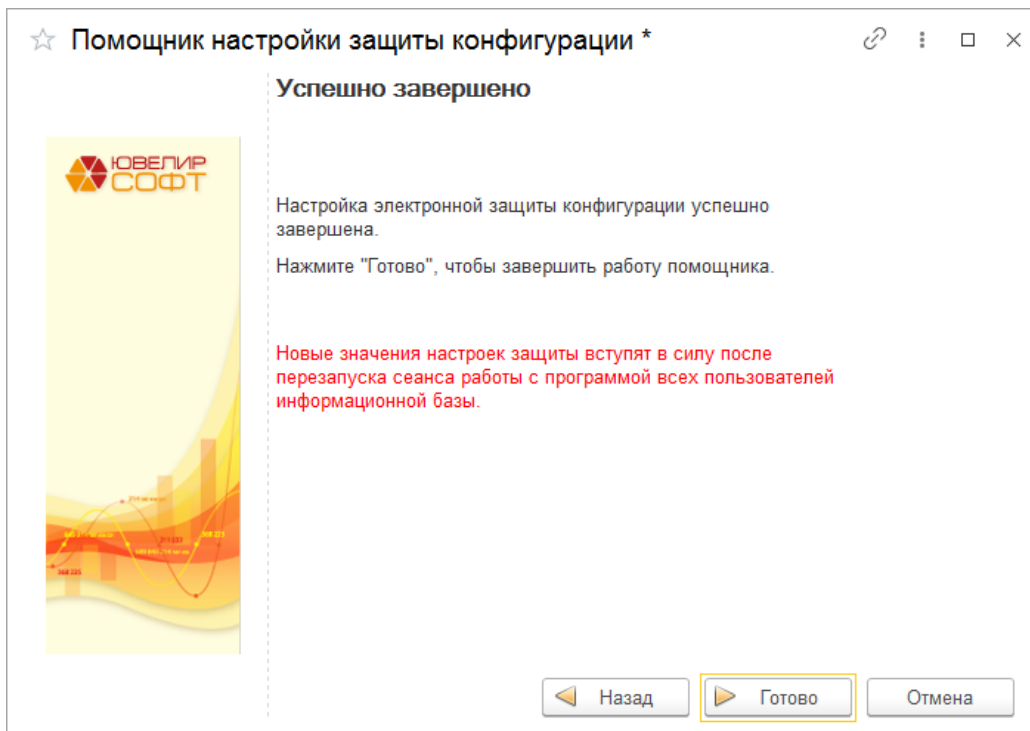 Помощник настройки защиты конфигурации *
Успешно завершено
ЮВЕЛИР
СОФТ
Настройка электронной защиты конфигурации успешно
завершена.
Нажмите "Готово", чтобы завершить работу помощника.
Новые значения настроек защиты вступят в силу после
перезапуска сеанса работы с программой всех пользователей
информационной базы.
368 225
Назад
Готово
Отмена